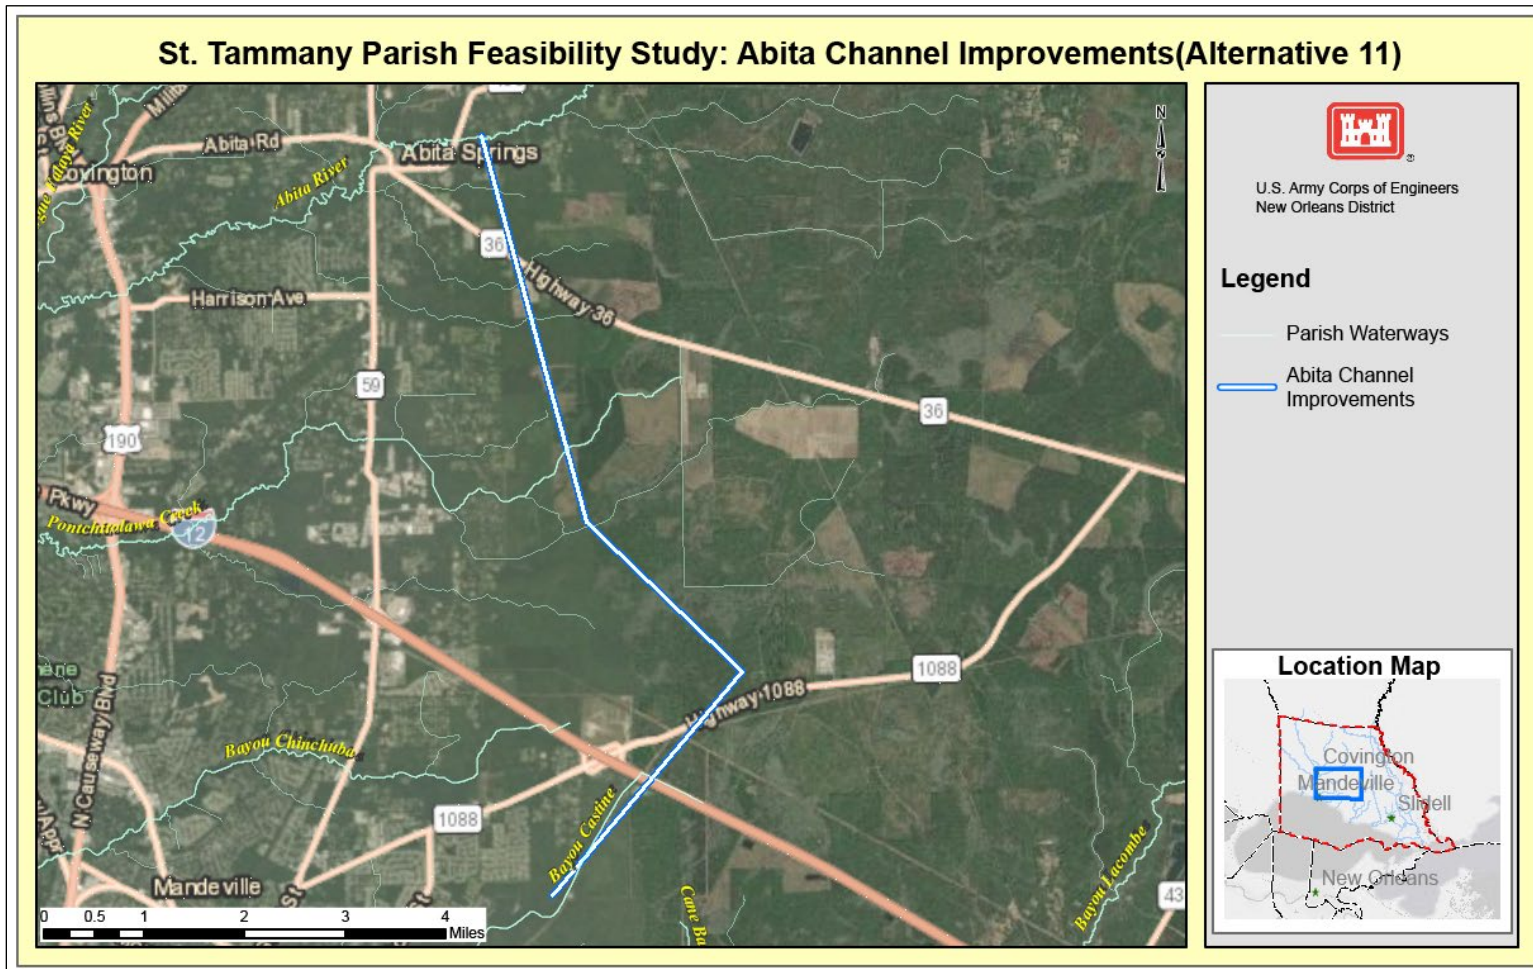 St. Tammany Parish Feasibility Study: Abita Channel Improvements(Alternative 11)
Abita Rd
Abita Springs
Covington
Abita River
N
36
Highway 36
Harrison Ave
59
36
190
Pkwy
Pontchitolawa Creek
12
1088
Highway 1088
Club
N Causeway Blvd
Bayou Chinchuba
1088
Bayou Castine
Mandeville
St
St
Cane Ba
Bayou Lacombe
43
0 0.5 1 2 3 4
Miles
U.S. Army Corps of Engineers
New Orleans District
Legend
Parish Waterways
Abita Channel
Improvements
Location Map
Covington
Mandeville
Slidell
New Orleans